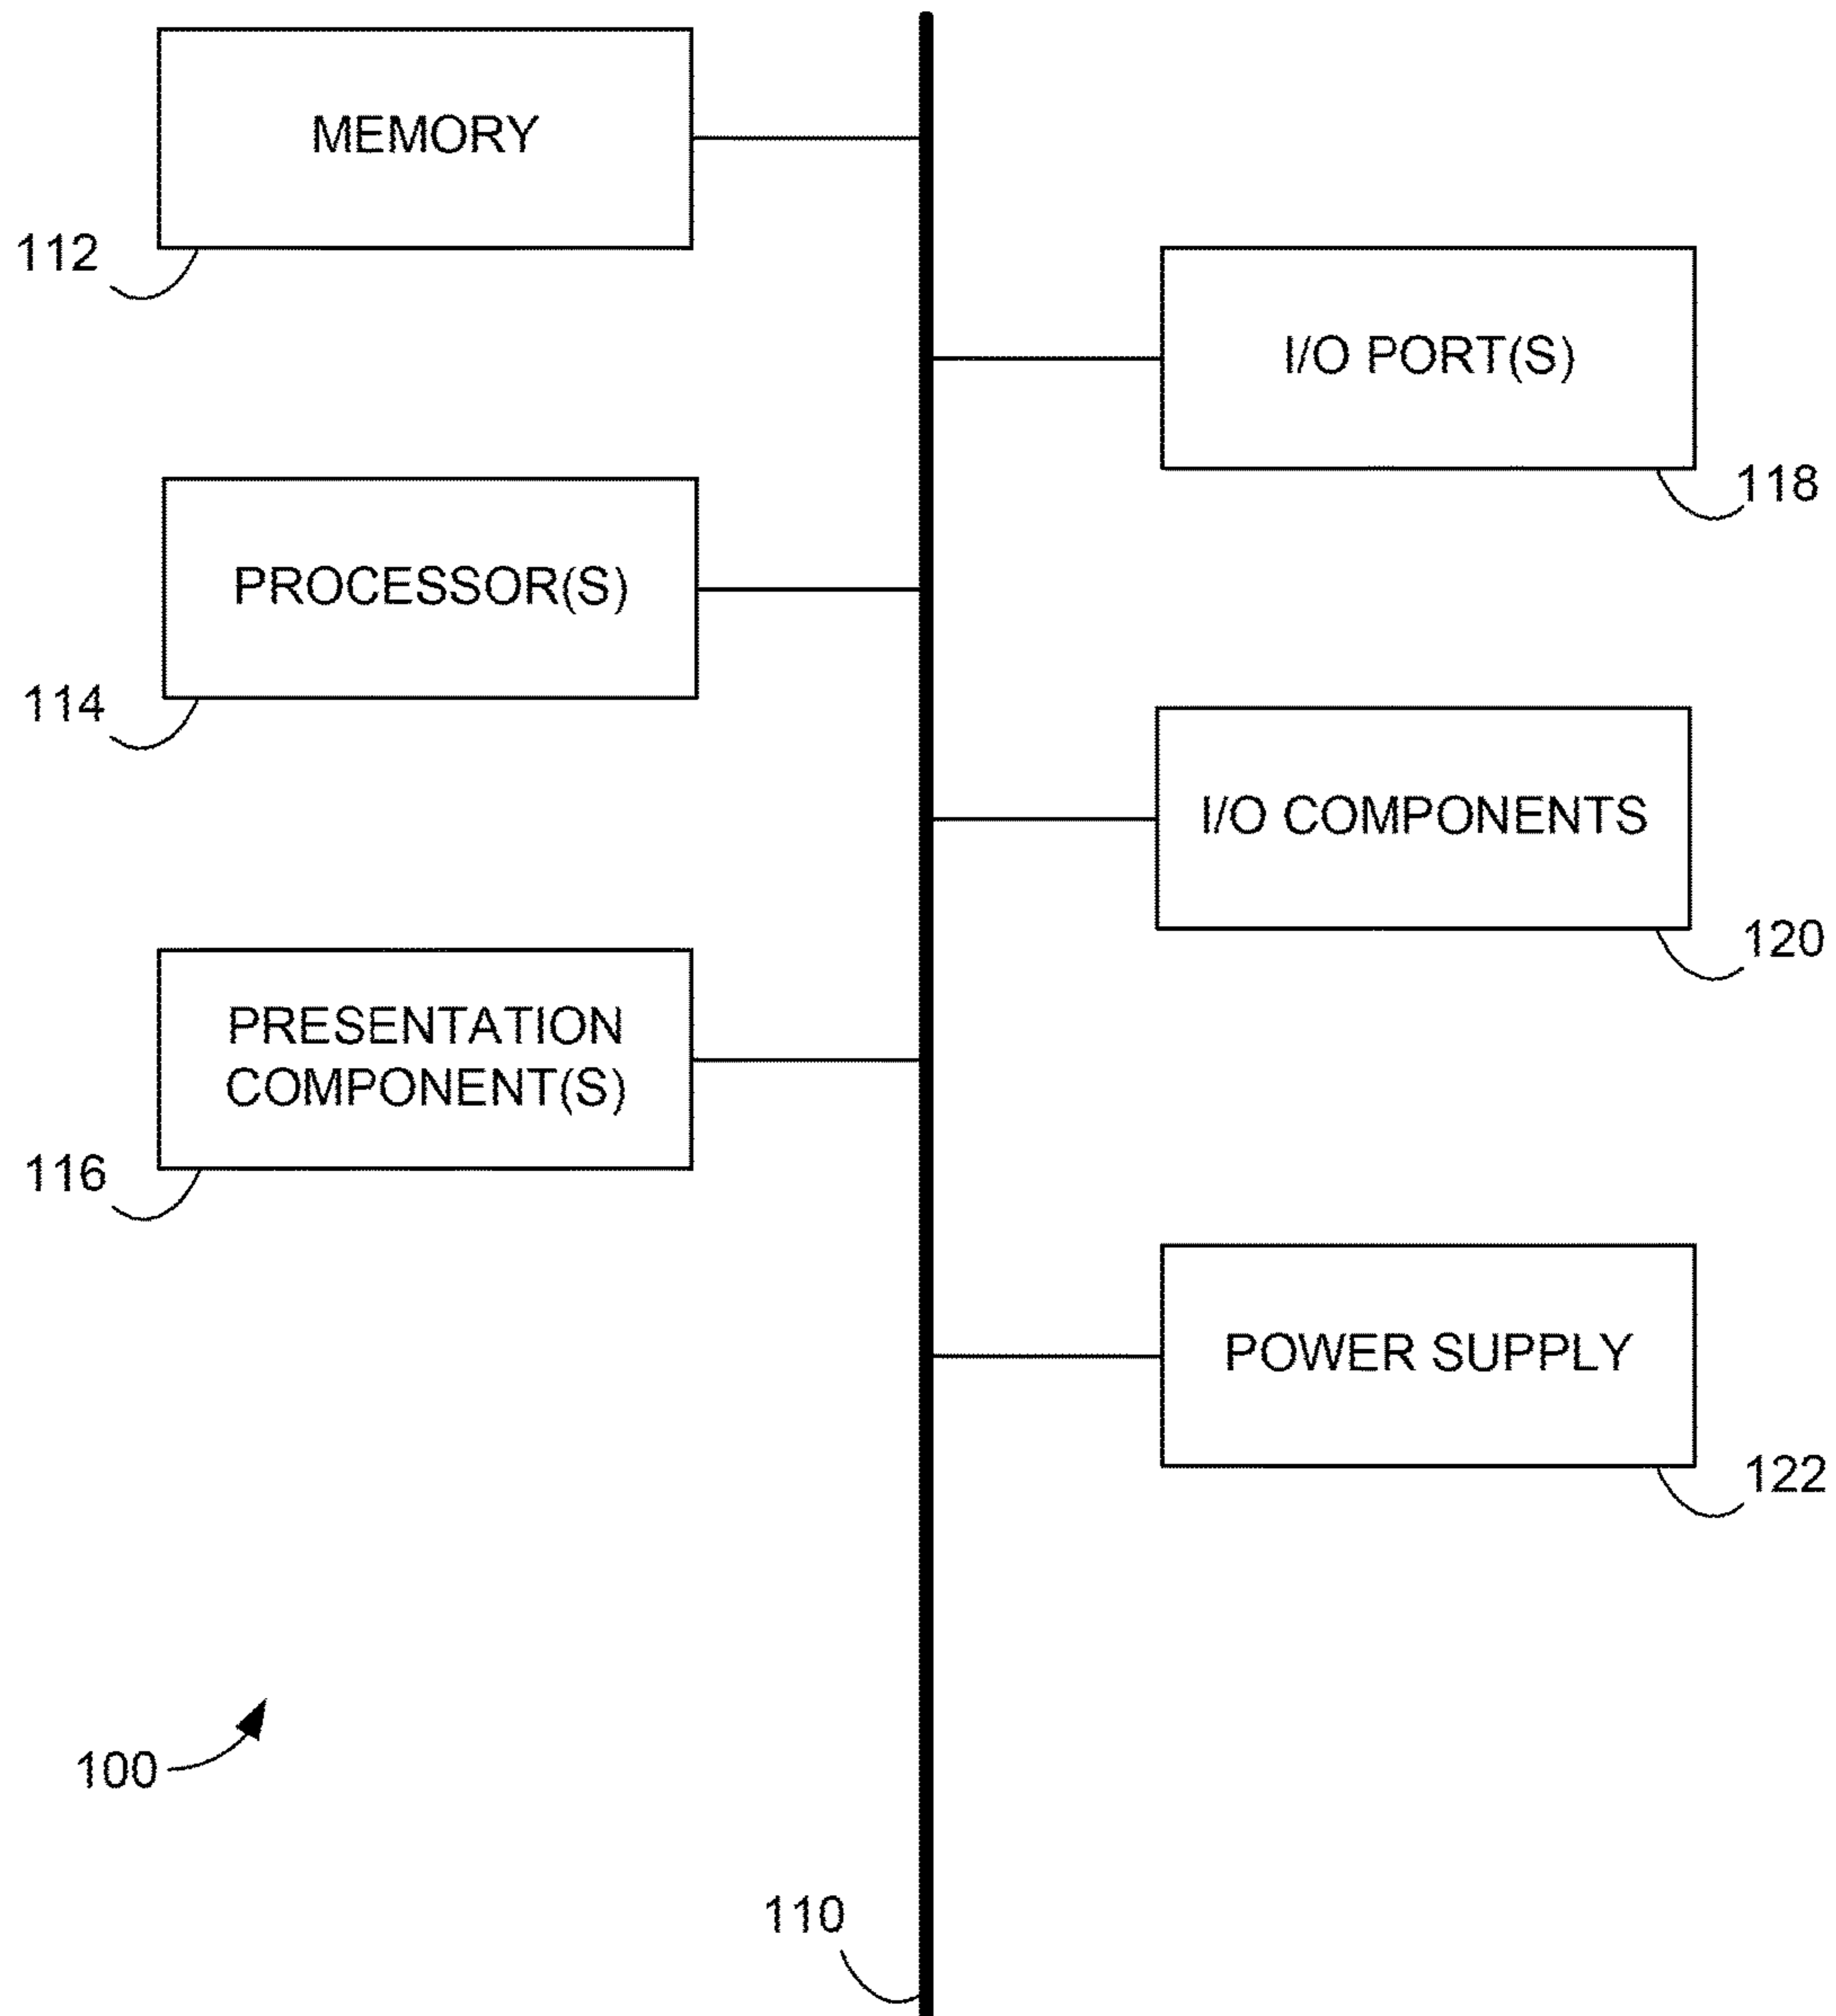 MEMORY
112
I/O PORT(S)
118
PROCESSOR(S)
114
I/O COMPONENTS
120
PRESENTATION
COMPONENT(S)
116
POWER SUPPLY
122
100
110